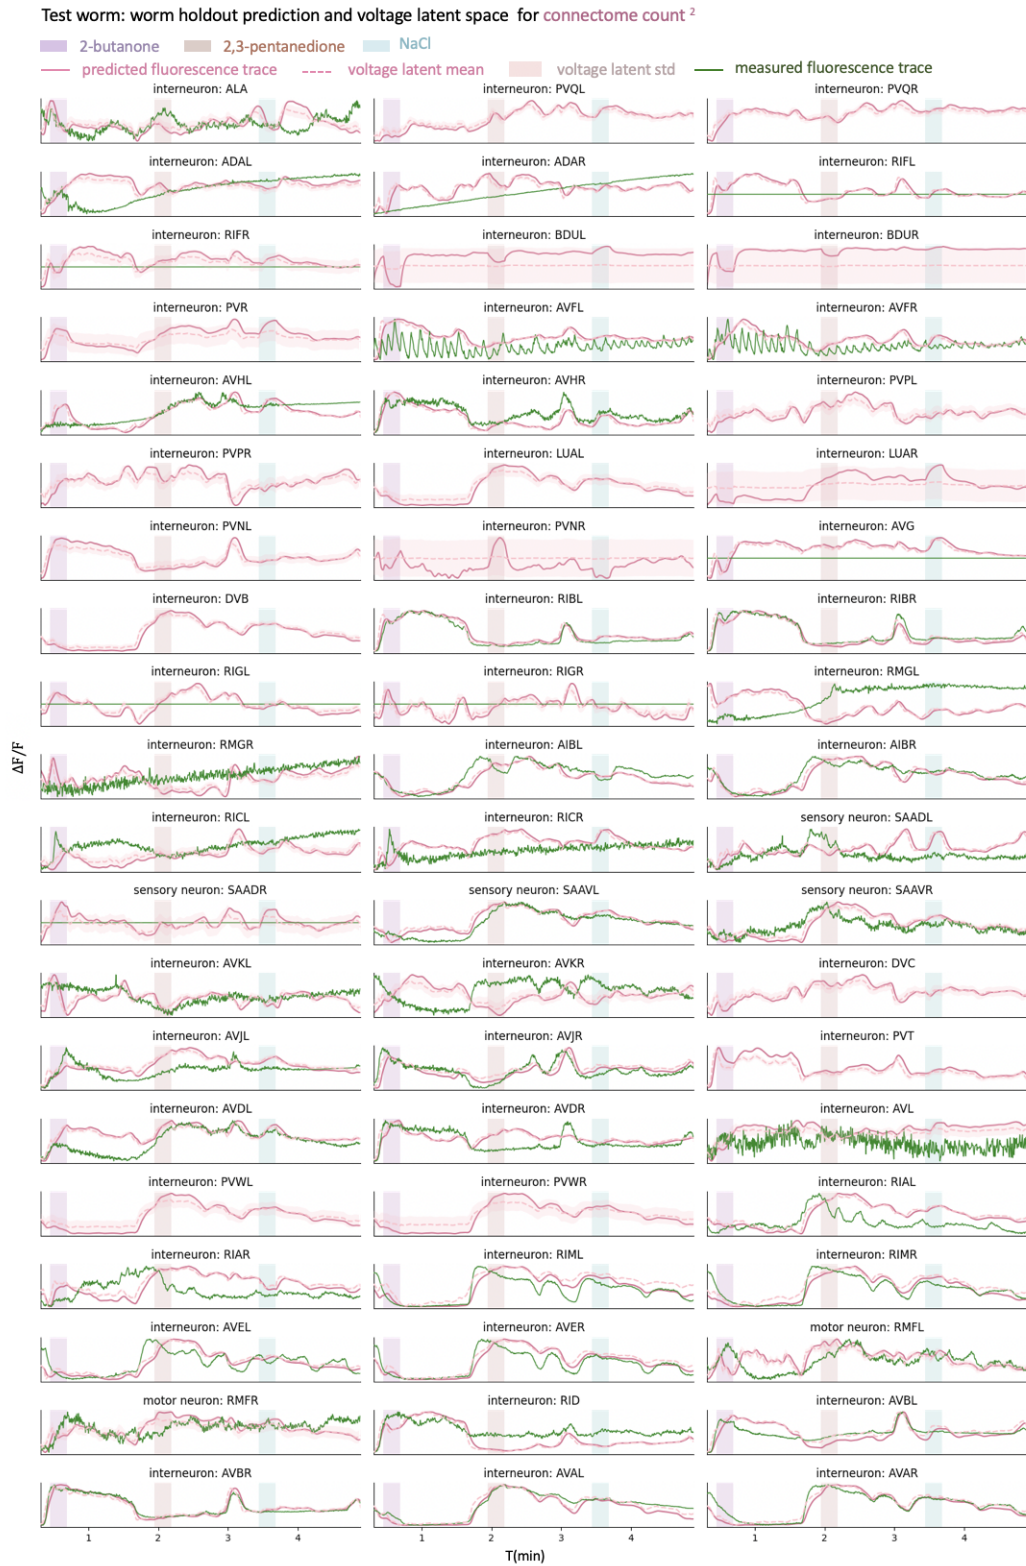 Test worm: worm holdout prediction and voltage latent space for connectome count ²
2-butanone 2,3-pentanedione NaCl
predicted fluorescence trace voltage latent mean voltage latent std measured fluorescence trace
interneuron: ALA interneuron: PVQL interneuron: PVQR
interneuron: ADAL interneuron: ADAR interneuron: RIFL
interneuron: RIFR interneuron: BDUL interneuron: BDUR
interneuron: PVR interneuron: AVFL interneuron: AVFR
interneuron: AVHL interneuron: AVHR interneuron: PVPL
interneuron: PVPR interneuron: LUAL interneuron: LUAR
interneuron: PVNL interneuron: PVNR interneuron: AVG
interneuron: DVB interneuron: RIBL interneuron: RIBR
interneuron: RIGL interneuron: RIGR interneuron: RMGL
ΔF/F
interneuron: RMGR interneuron: AIBL interneuron: AIBR
interneuron: RICL interneuron: RICR sensory neuron: SAADL
sensory neuron: SAADR sensory neuron: SAAVL sensory neuron: SAAVR
interneuron: AVKL interneuron: AVKR interneuron: DVC
interneuron: AVJL interneuron: AVJR interneuron: PVT
interneuron: AVDL interneuron: AVDR interneuron: AVL
interneuron: PVWL interneuron: PVWR interneuron: RIAL
interneuron: RIAR interneuron: RIML interneuron: RIMR
interneuron: AVEL interneuron: AVER motor neuron: RMFL
motor neuron: RMFR interneuron: RID interneuron: AVBL
interneuron: AVBR interneuron: AVAL interneuron: AVAR
1 2 3 4 1 2 3 4 1 2 3 4
T(min)